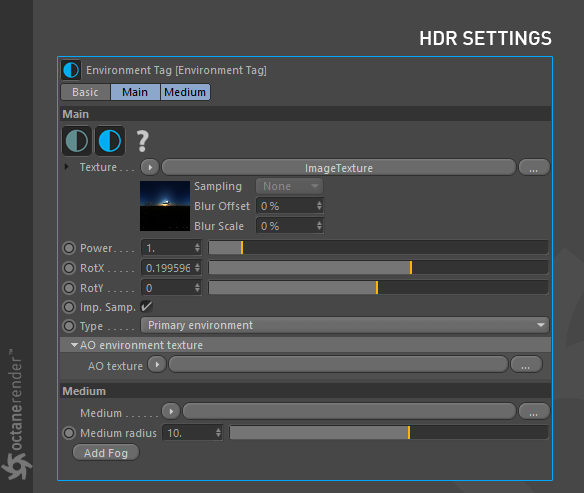 HDR SETTINGS
Environment Tag [Environment Tag]
Basic Main Medium
Main
?
Texture . . . ImageTexture ...
Sampling None
Blur Offset 0 %
Blur Scale 0 %
Power . . . . 1.
RotX . . . . . 0.199596
RotY . . . . . 0
Imp. Samp. ✔
Type . . . . . Primary environment
AO environment texture
AO texture ...
Medium
Medium . . . . . . ...
Medium radius 10.
Add Fog
octanerender™